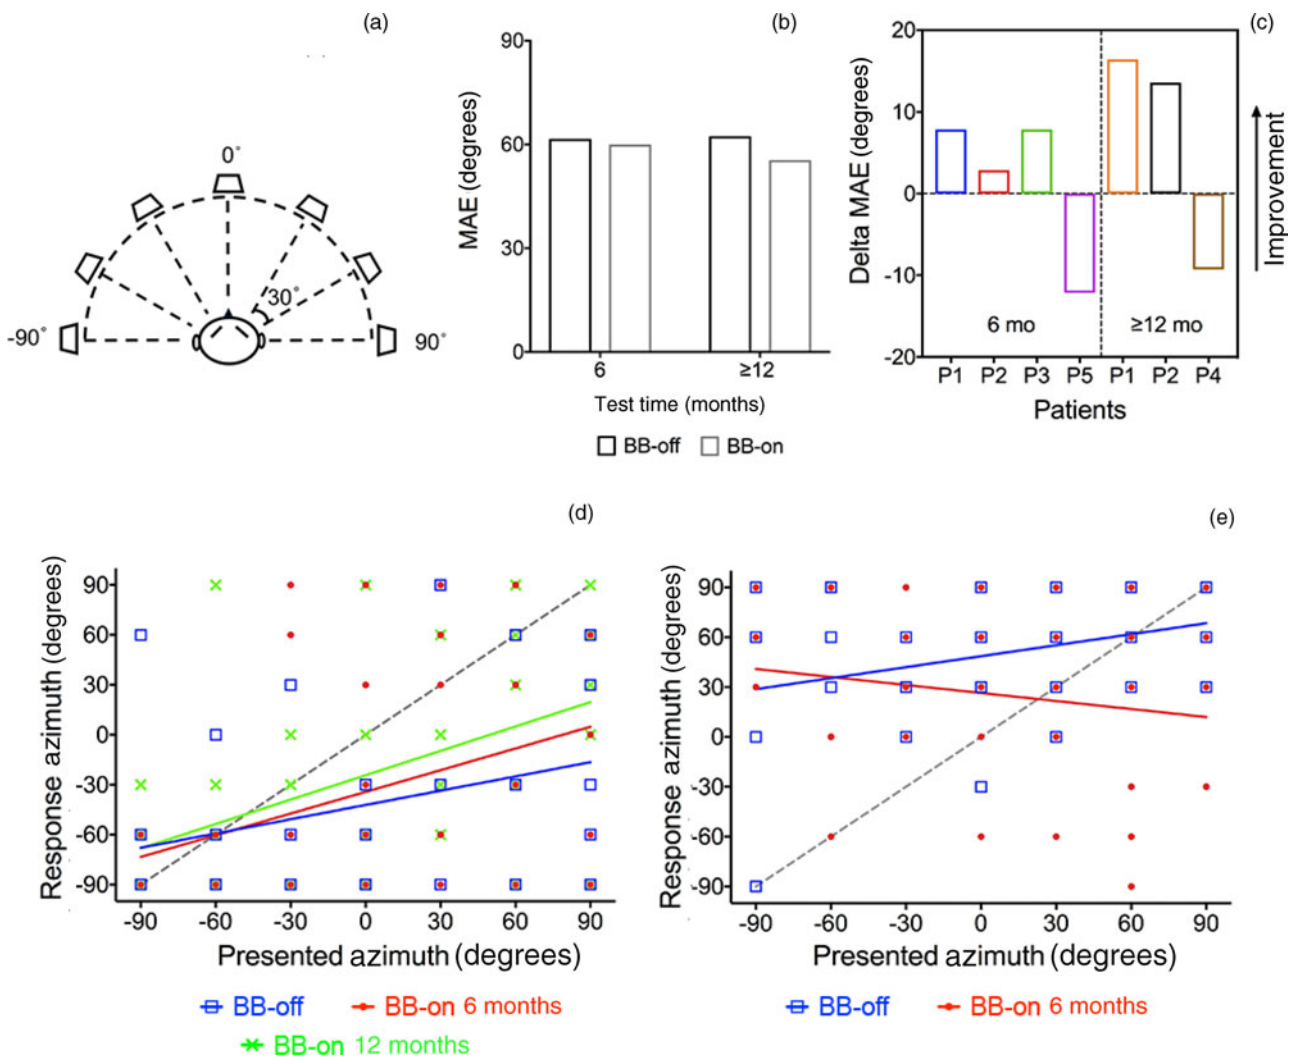 (a)
0°
30°
-90°
90°
(b)
90
60
30
0
MAE (degrees)
6
≥12
Test time (months)
BB-off
BB-on
(c)
20
10
0
-10
-20
Delta MAE (degrees)
6 mo
≥12 mo
P1 P2 P3 P5 P1 P2 P4
Patients
Improvement
(d)
90
60
30
0
-30
-60
-90
Response azimuth (degrees)
-90 -60 -30 0 30 60 90
Presented azimuth (degrees)
BB-off
BB-on 6 months
BB-on 12 months
(e)
90
60
30
0
-30
-60
-90
Response azimuth (degrees)
-90 -60 -30 0 30 60 90
Presented azimuth (degrees)
BB-off
BB-on 6 months